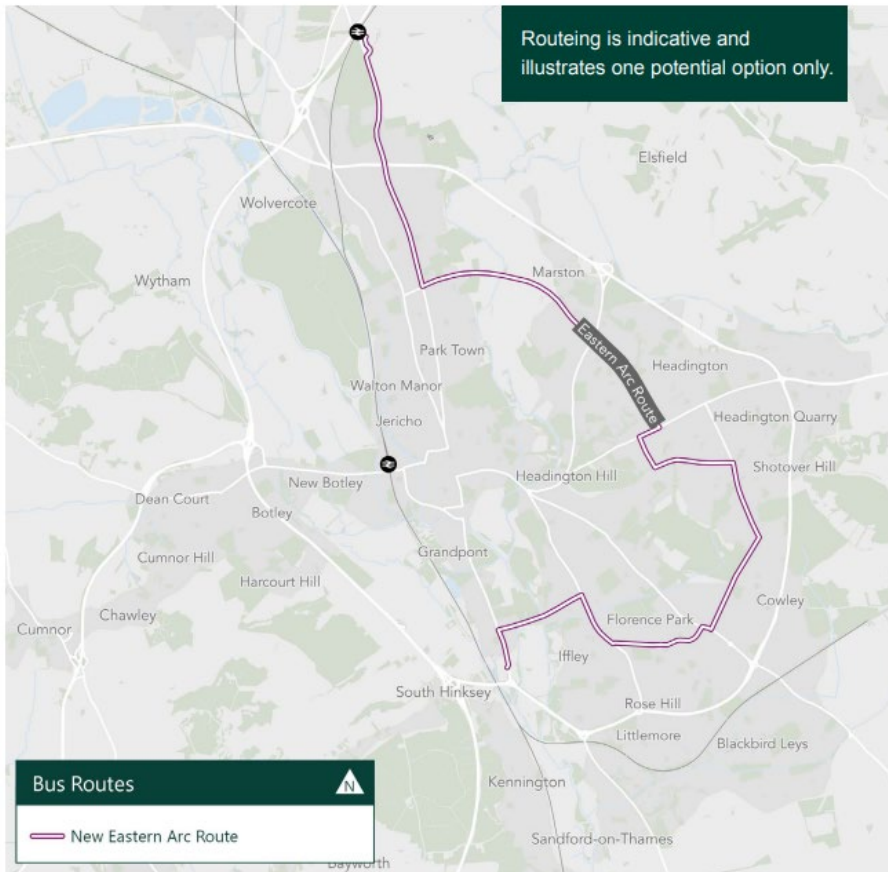 Routeing is indicative and
illustrates one potential option only.
Elsfield
Wolvercote
Marston
Wytham
Park Town
Eastern Arc Route
Headington
Walton Manor
Jericho
Headington Quarry
Shotover Hill
Headington Hill
New Botley
Dean Court
Botley
Grandpont
Cumnor Hill
Harcourt Hill
Cowley
Florence Park
Chawley
Cumnor
Iffley
South Hinksey
Rose Hill
Littlemore
Blackbird Leys
Bus Routes
N
Kennington
New Eastern Arc Route
Sandford-on-Thames
Bayworth